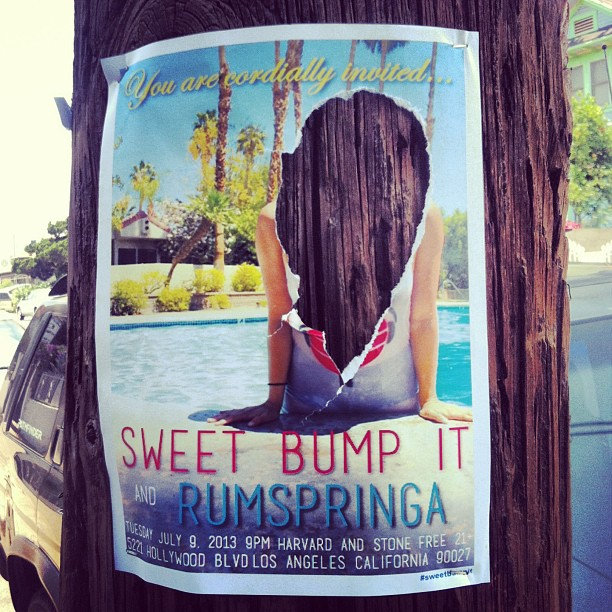 You are cordially invited...
SWEET BUMP IT
AND RUMSPRINGA
TUESDAY JULY 9, 2013 9PM HARVARD AND STONE FREE 21+
5221 HOLLYWOOD BLVD LOS ANGELES CALIFORNIA 90027